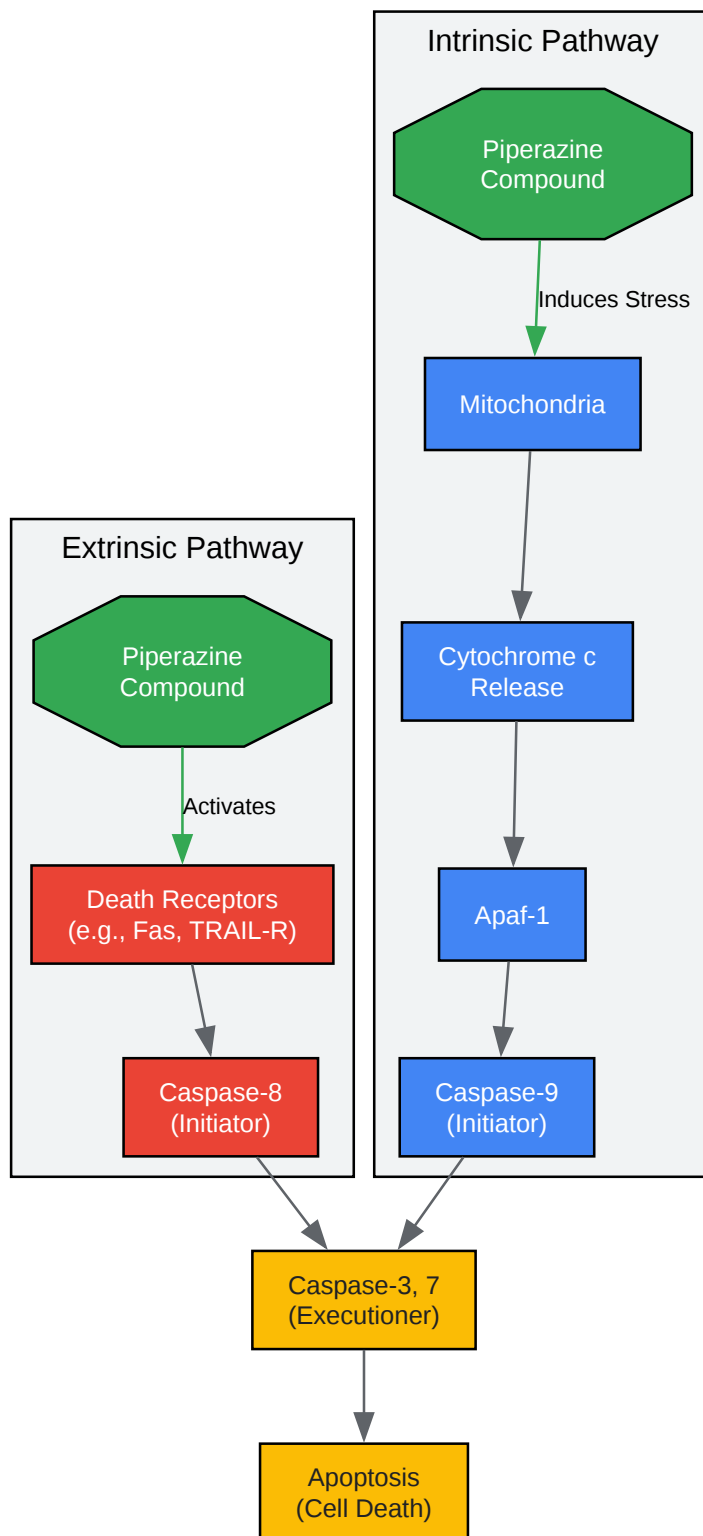 Intrinsic Pathway
Piperazine
Compound
Induces Stress
Mitochondria
Cytochrome c
Release
Apaf-1
Caspase-9
(Initiator)
Extrinsic Pathway
Piperazine
Compound
Activates
Death Receptors
(e.g., Fas, TRAIL-R)
Caspase-8
(Initiator)
Caspase-3, 7
(Executioner)
Apoptosis
(Cell Death)